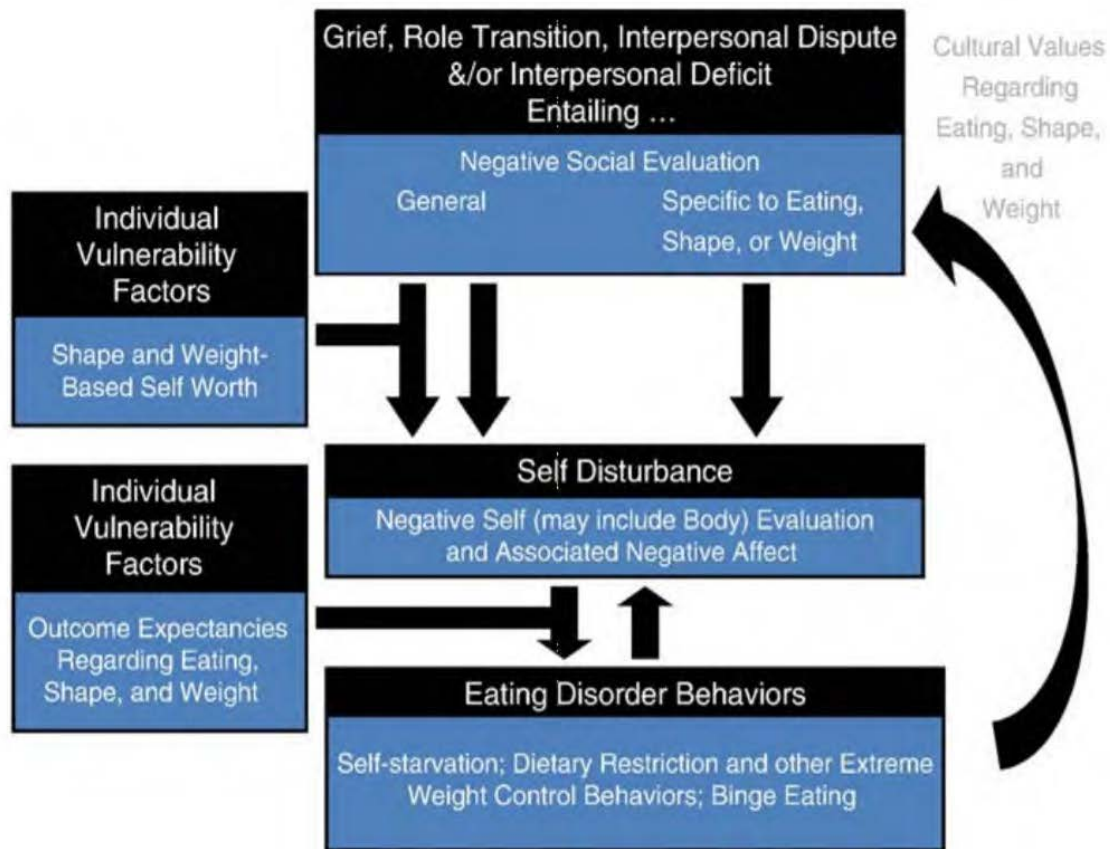 Grief, Role Transition, Interpersonal Dispute
&/or Interpersonal Deficit
Entailing ...
Negative Social Evaluation
General
Specific to Eating,
Shape, or Weight
Cultural Values
Regarding
Eating, Shape,
and
Weight
Individual
Vulnerability
Factors
Shape and Weight-
Based Self Worth
Self Disturbance
Negative Self (may include Body) Evaluation
and Associated Negative Affect
Individual
Vulnerability
Factors
Outcome Expectancies
Regarding Eating,
Shape, and Weight
Eating Disorder Behaviors
Self-starvation; Dietary Restriction and other Extreme
Weight Control Behaviors; Binge Eating